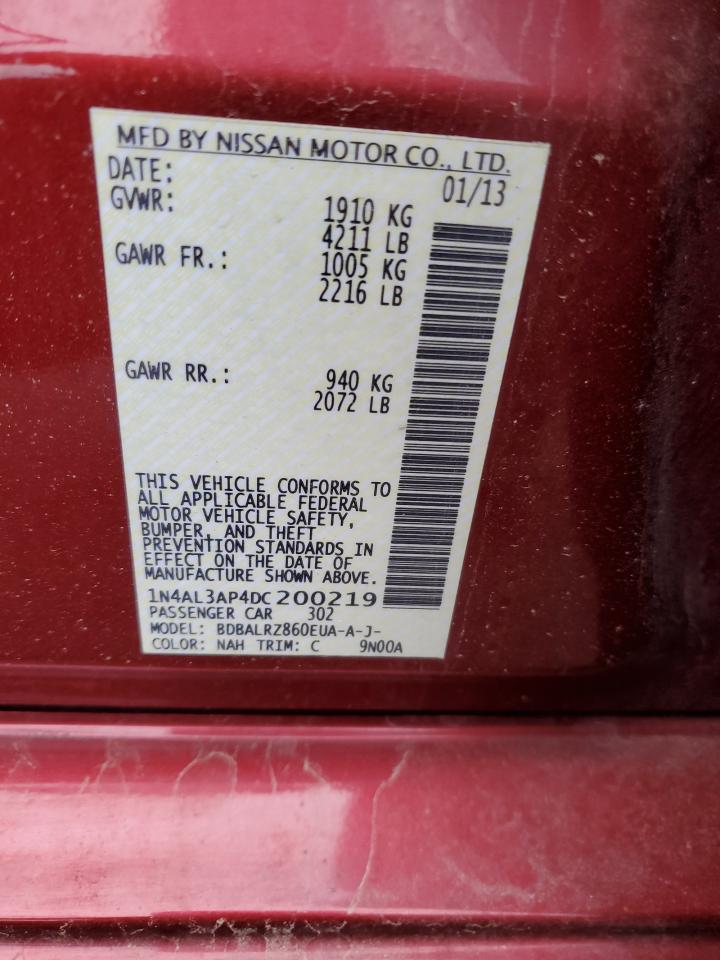 MFD BY NISSAN MOTOR CO., LTD.
DATE: 01/13
GVWR: 1910 KG
4211 LB
GAWR FR.: 1005 KG
2216 LB
GAWR RR.: 940 KG
2072 LB
THIS VEHICLE CONFORMS TO
ALL APPLICABLE FEDERAL
MOTOR VEHICLE SAFETY,
BUMPER, AND THEFT
PREVENTION STANDARDS IN
EFFECT ON THE DATE OF
MANUFACTURE SHOWN ABOVE.
1N4AL3AP4DC200219
PASSENGER CAR 302
MODEL: BDBALRZ860EUA-A-J-
COLOR: NAH TRIM: C 9N00A